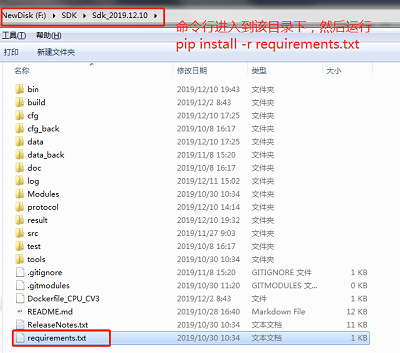 NewDisk (F:) ▸ SDK ▸ Sdk_2019.12.10 ▸
命令行进入到该目录下，然后运行
pip install -r requirements.txt
工具(T) 帮助(H)
打印 新建文件夹
名称 修改日期 类型 大小
bin 2019/12/10 19:43 文件夹
build 2019/12/2 8:43 文件夹
cfg 2019/12/10 17:25 文件夹
cfg_back 2019/10/8 16:17 文件夹
data 2019/12/10 17:25 文件夹
data_back 2019/11/8 15:20 文件夹
doc 2019/10/8 16:17 文件夹
log 2019/12/11 15:02 文件夹
Modules 2019/10/30 10:34 文件夹
protocol 2019/12/10 14:14 文件夹
result 2019/12/10 19:32 文件夹
src 2019/11/27 9:03 文件夹
test 2019/10/8 16:17 文件夹
tools 2019/10/30 10:34 文件夹
.gitignore 2019/11/8 15:20 GITIGNORE 文件 1 KB
.gitmodules 2019/10/30 11:20 GITMODULES 文... 1 KB
Dockerfile_CPU_CV3 2019/12/2 8:43 文件 1 KB
README.md 2019/10/28 16:40 Markdown File 12 KB
ReleaseNotes.txt 2019/10/30 10:34 文本文档 11 KB
requirements.txt 2019/10/30 10:34 文本文档 1 KB